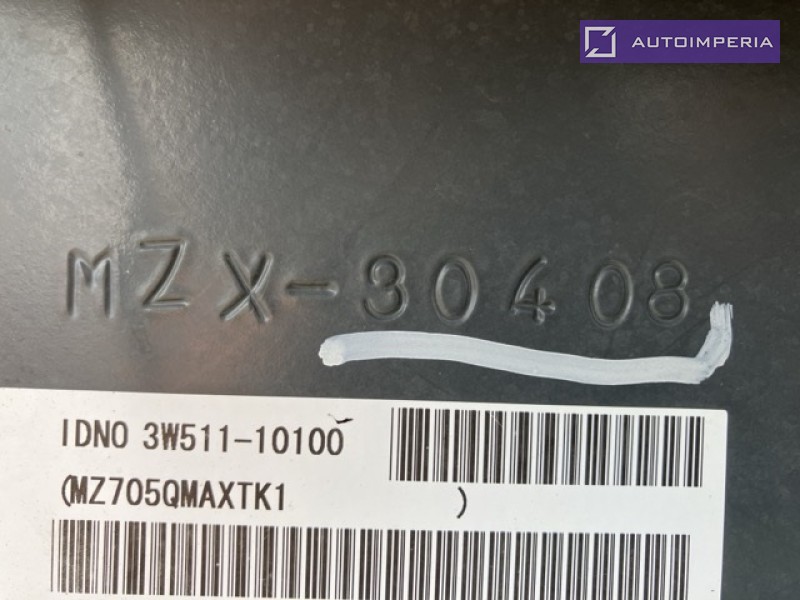 AUTOIMPERIA
MZX-30408
IDNO 3W511-10100
(MZ705QMAXTK1 )